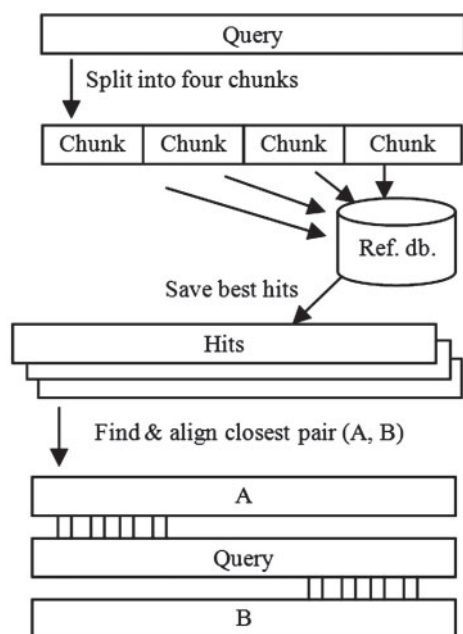 Query
Split into four chunks
Chunk Chunk Chunk Chunk
Ref. db.
Save best hits
Hits
Find & align closest pair (A, B)
A
Query
B